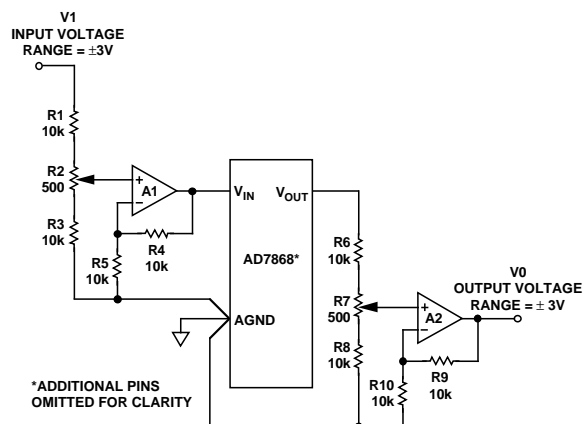 V1
INPUT VOLTAGE
RANGE = ±3V
R1
10k
R2
500
R3
10k
+
A1
−
R4
10k
R5
10k
VIN
VOUT
AD7868*
AGND
R6
10k
R7
500
R8
10k
V0
OUTPUT VOLTAGE
RANGE = ± 3V
+
A2
−
R9
10k
R10
10k
*ADDITIONAL PINS
OMITTED FOR CLARITY